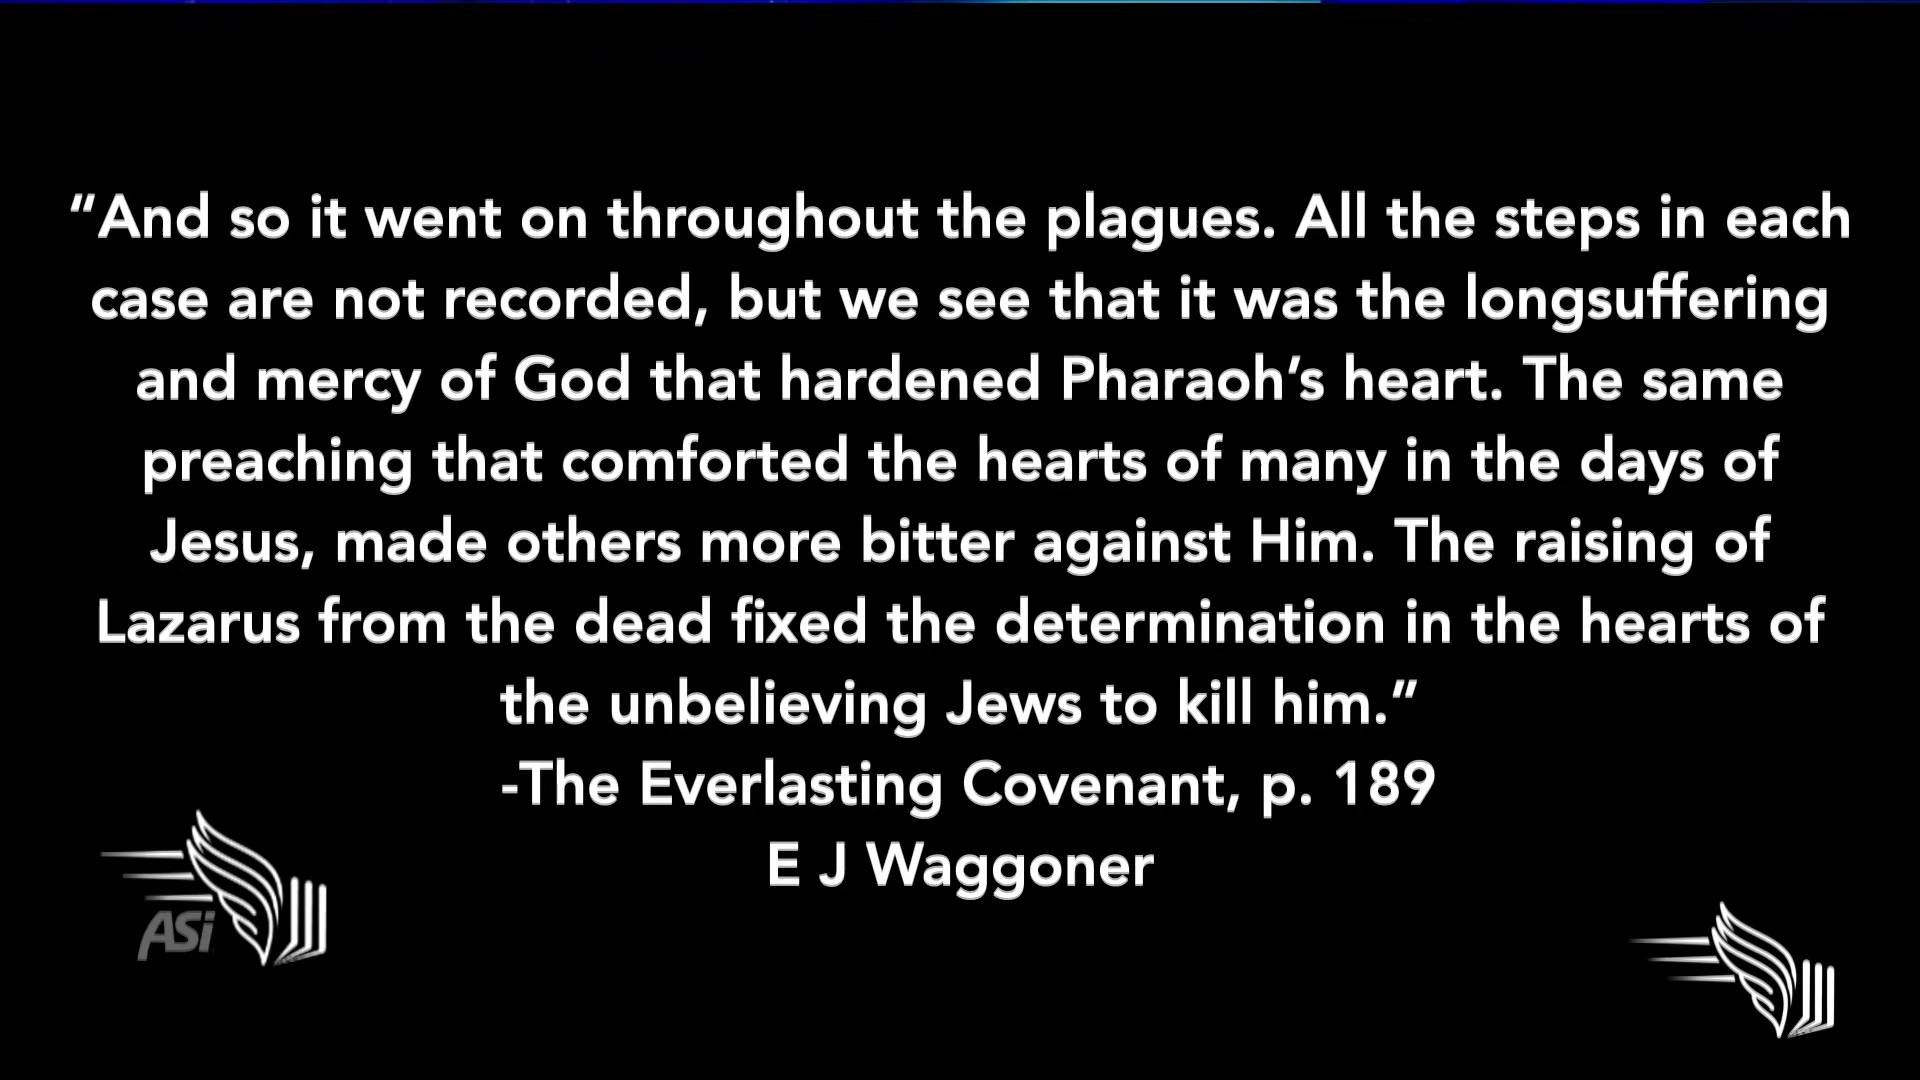 “And so it went on throughout the plagues. All the steps in each
case are not recorded, but we see that it was the longsuffering
and mercy of God that hardened Pharaoh’s heart. The same
preaching that comforted the hearts of many in the days of
Jesus, made others more bitter against Him. The raising of
Lazarus from the dead fixed the determination in the hearts of
the unbelieving Jews to kill him.”
-The Everlasting Covenant, p. 189
E J Waggoner
ASi